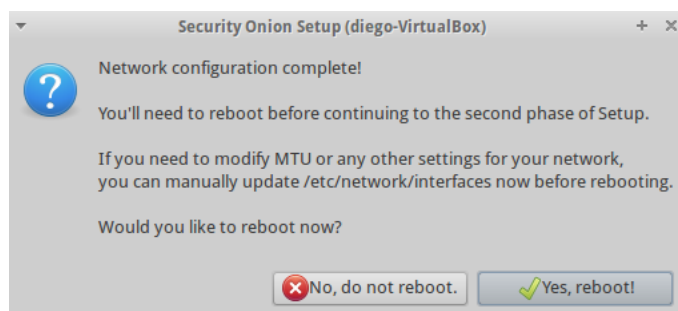 Security Onion Setup (diego-VirtualBox)
Network configuration complete!
You'll need to reboot before continuing to the second phase of Setup.
If you need to modify MTU or any other settings for your network,
you can manually update /etc/network/interfaces now before rebooting.
Would you like to reboot now?
No, do not reboot.
Yes, reboot!